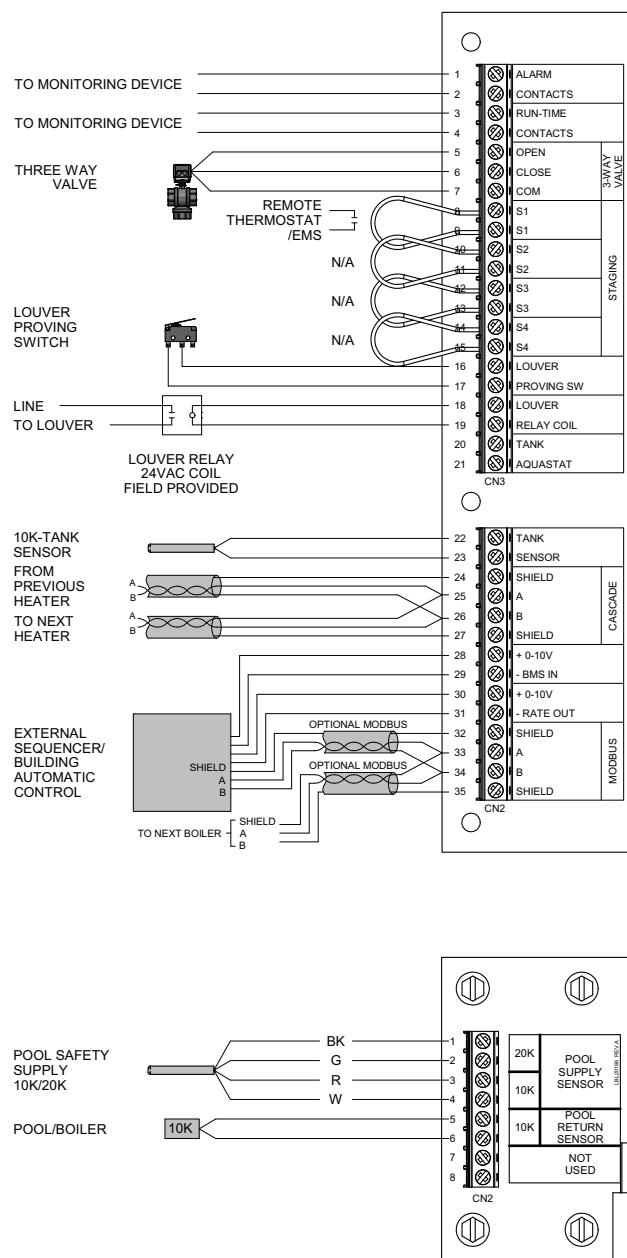 TO MONITORING DEVICE
TO MONITORING DEVICE
THREE WAY
VALVE
REMOTE
THERMOSTAT
/EMS
N/A
N/A
N/A
LOUVER
PROVING
SWITCH
LINE
TO LOUVER
LOUVER RELAY
24VAC COIL
FIELD PROVIDED
1 ALARM
2 CONTACTS
3 RUN-TIME
4 CONTACTS
5 OPEN
6 CLOSE
7 COM
3-WAY
VALVE
8 S1
9 S1
10 S2
11 S2
12 S3
13 S3
14 S4
15 S4
STAGING
16 LOUVER
17 PROVING SW
18 LOUVER
19 RELAY COIL
20 TANK
21 AQUASTAT
CN3
10K-TANK
SENSOR
FROM
PREVIOUS
HEATER
A
B
TO NEXT
HEATER
A
B
22 TANK
23 SENSOR
24 SHIELD
25 A
26 B
27 SHIELD
CASCADE
28 + 0-10V
29 - BMS IN
30 + 0-10V
31 - RATE OUT
32 SHIELD
33 A
34 B
35 SHIELD
MODBUS
CN2
EXTERNAL
SEQUENCER/
BUILDING
AUTOMATIC
CONTROL
SHIELD
A
B
OPTIONAL MODBUS
OPTIONAL MODBUS
TO NEXT BOILER
SHIELD
A
B
POOL SAFETY
SUPPLY
10K/20K
BK
G
R
W
POOL/BOILER
10K
1
2
3
4
5
6
7
8
CN2
20K
10K
POOL
SUPPLY
SENSOR
10K
POOL
RETURN
SENSOR
NOT
USED
LBL20186 REV A